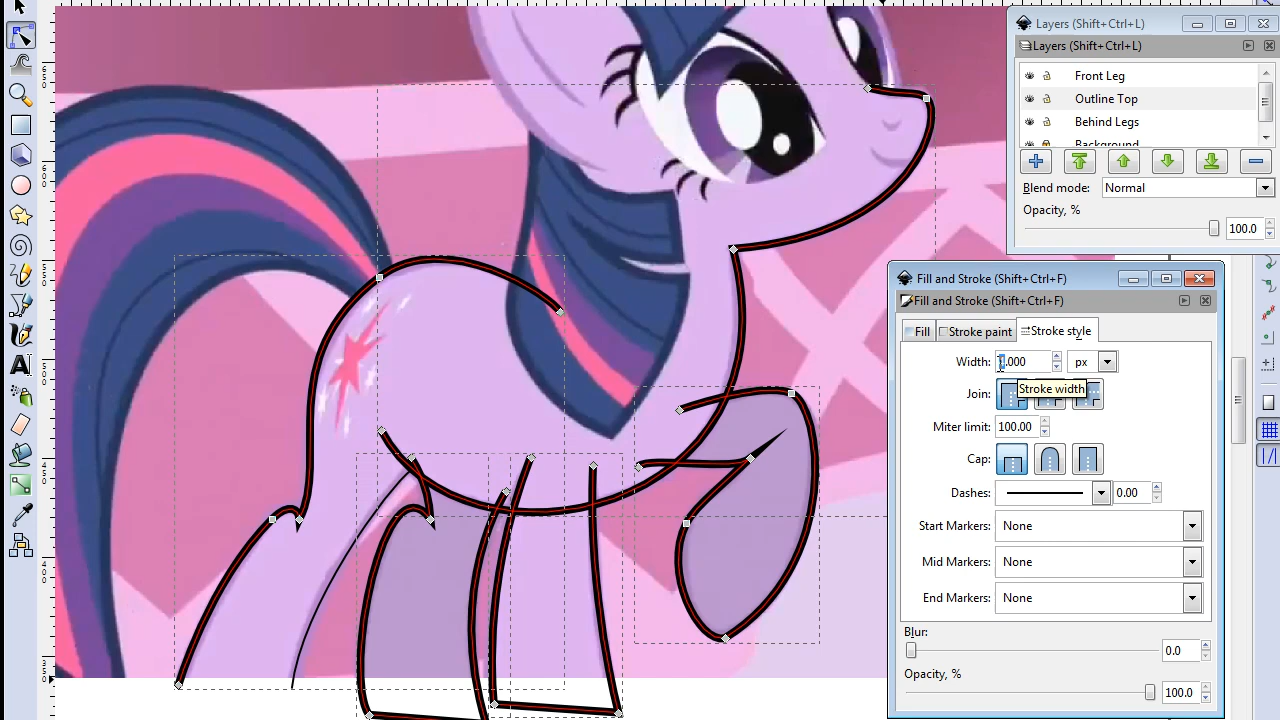 Layers (Shift+Ctrl+L)
Layers (Shift+Ctrl+L)
Front Leg
Outline Top
Behind Legs
Background
Blend mode: Normal
Opacity, %
100.0
Fill and Stroke (Shift+Ctrl+F)
Fill and Stroke (Shift+Ctrl+F)
Fill Stroke paint Stroke style
Width: 1.000 px
Join: Stroke width
Miter limit: 100.00
Cap:
Dashes: 0.00
Start Markers: None
Mid Markers: None
End Markers: None
Blur:
0.0
Opacity, %
100.0